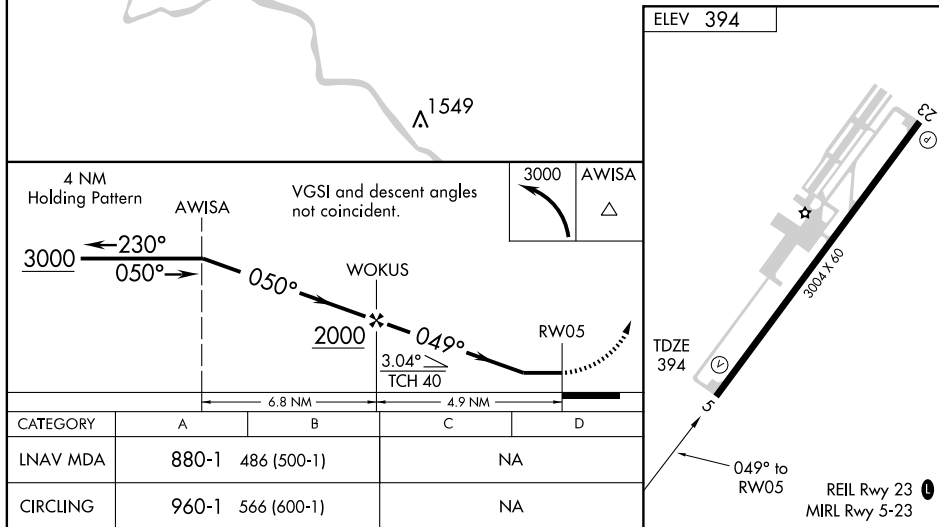 1549
4 NM
Holding Pattern
AWISA
VGSI and descent angles
not coincident.
3000 AWISA
3000
230°
050°
050°
WOKUS
2000
049°
3.04°
TCH 40
RW05
6.8 NM
4.9 NM
CATEGORY A B C D
LNAV MDA 880-1 486 (500-1) NA
CIRCLING 960-1 566 (600-1) NA
ELEV 394
23
P
3004 X 60
TDZE
394
V
5
049° to
RW05
REIL Rwy 23 L
MIRL Rwy 5-23